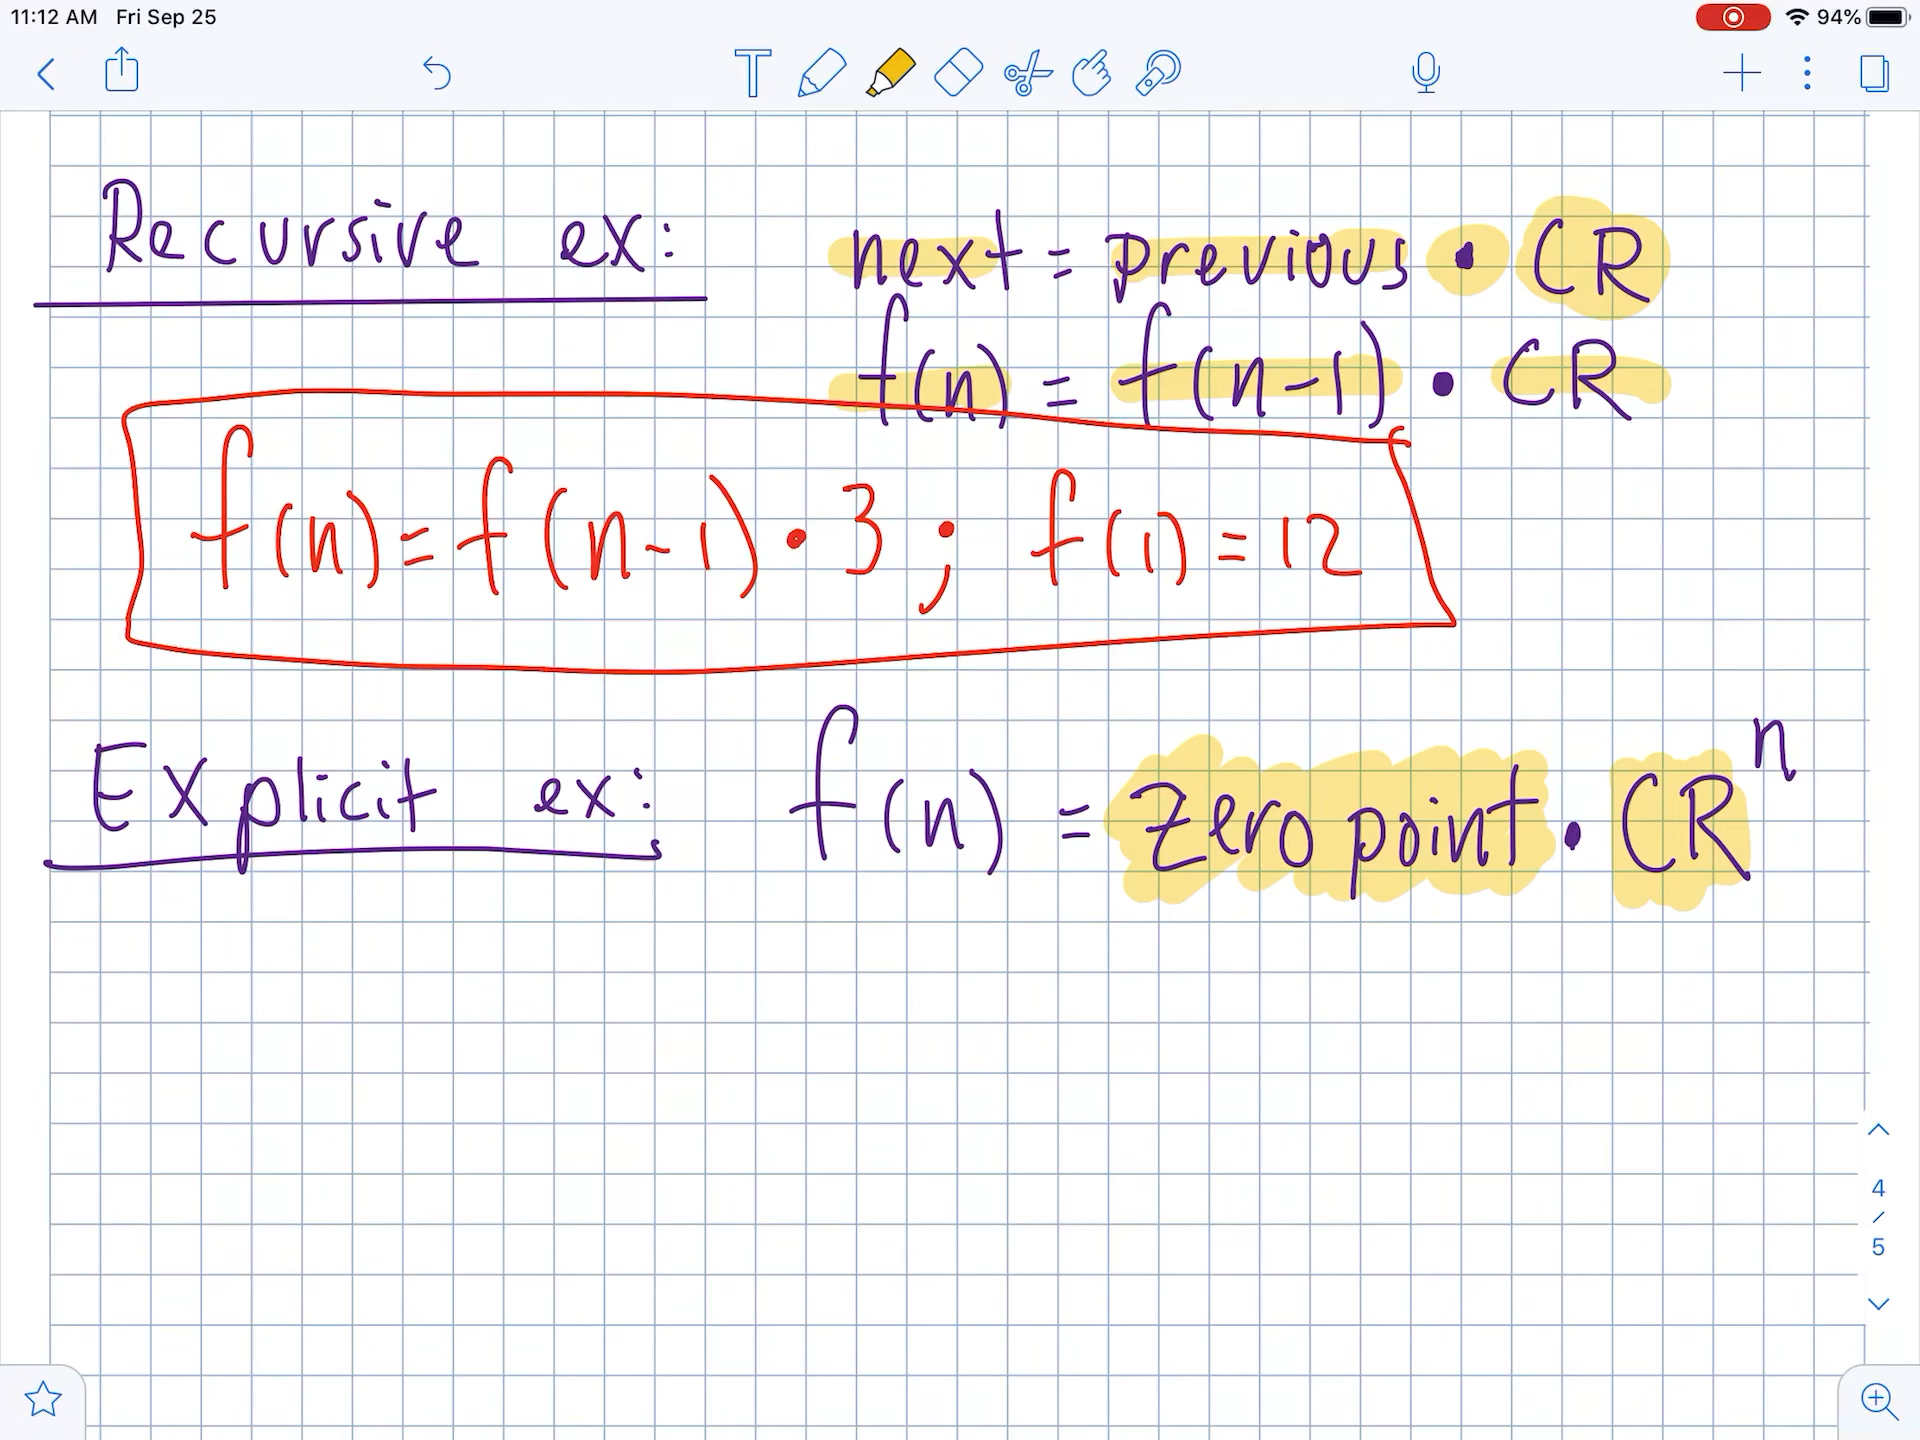 11:12 AM Fri Sep 25 94%
T
Recursive ex: next = previous • CR
f(n) = f(n-1) • CR
f(n) = f(n-1) • 3 ; f(1) = 12
Explicit ex: f(n) = Zero point • CRⁿ
4
/
5